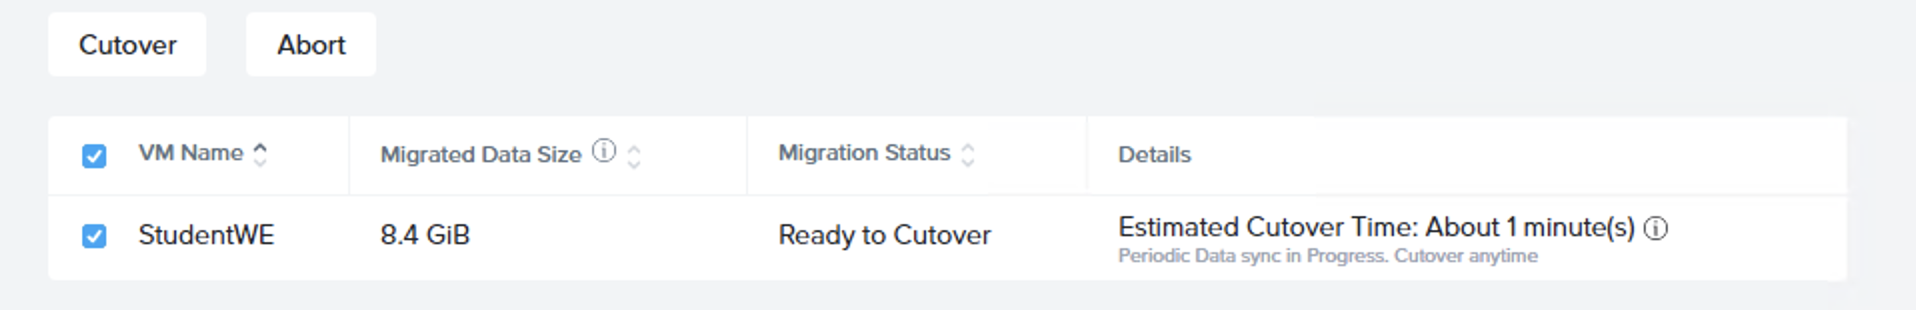 Cutover Abort
VM Name Migrated Data Size Migration Status Details
StudentWE 8.4 GiB Ready to Cutover Estimated Cutover Time: About 1 minute(s)
Periodic Data sync in Progress. Cutover anytime